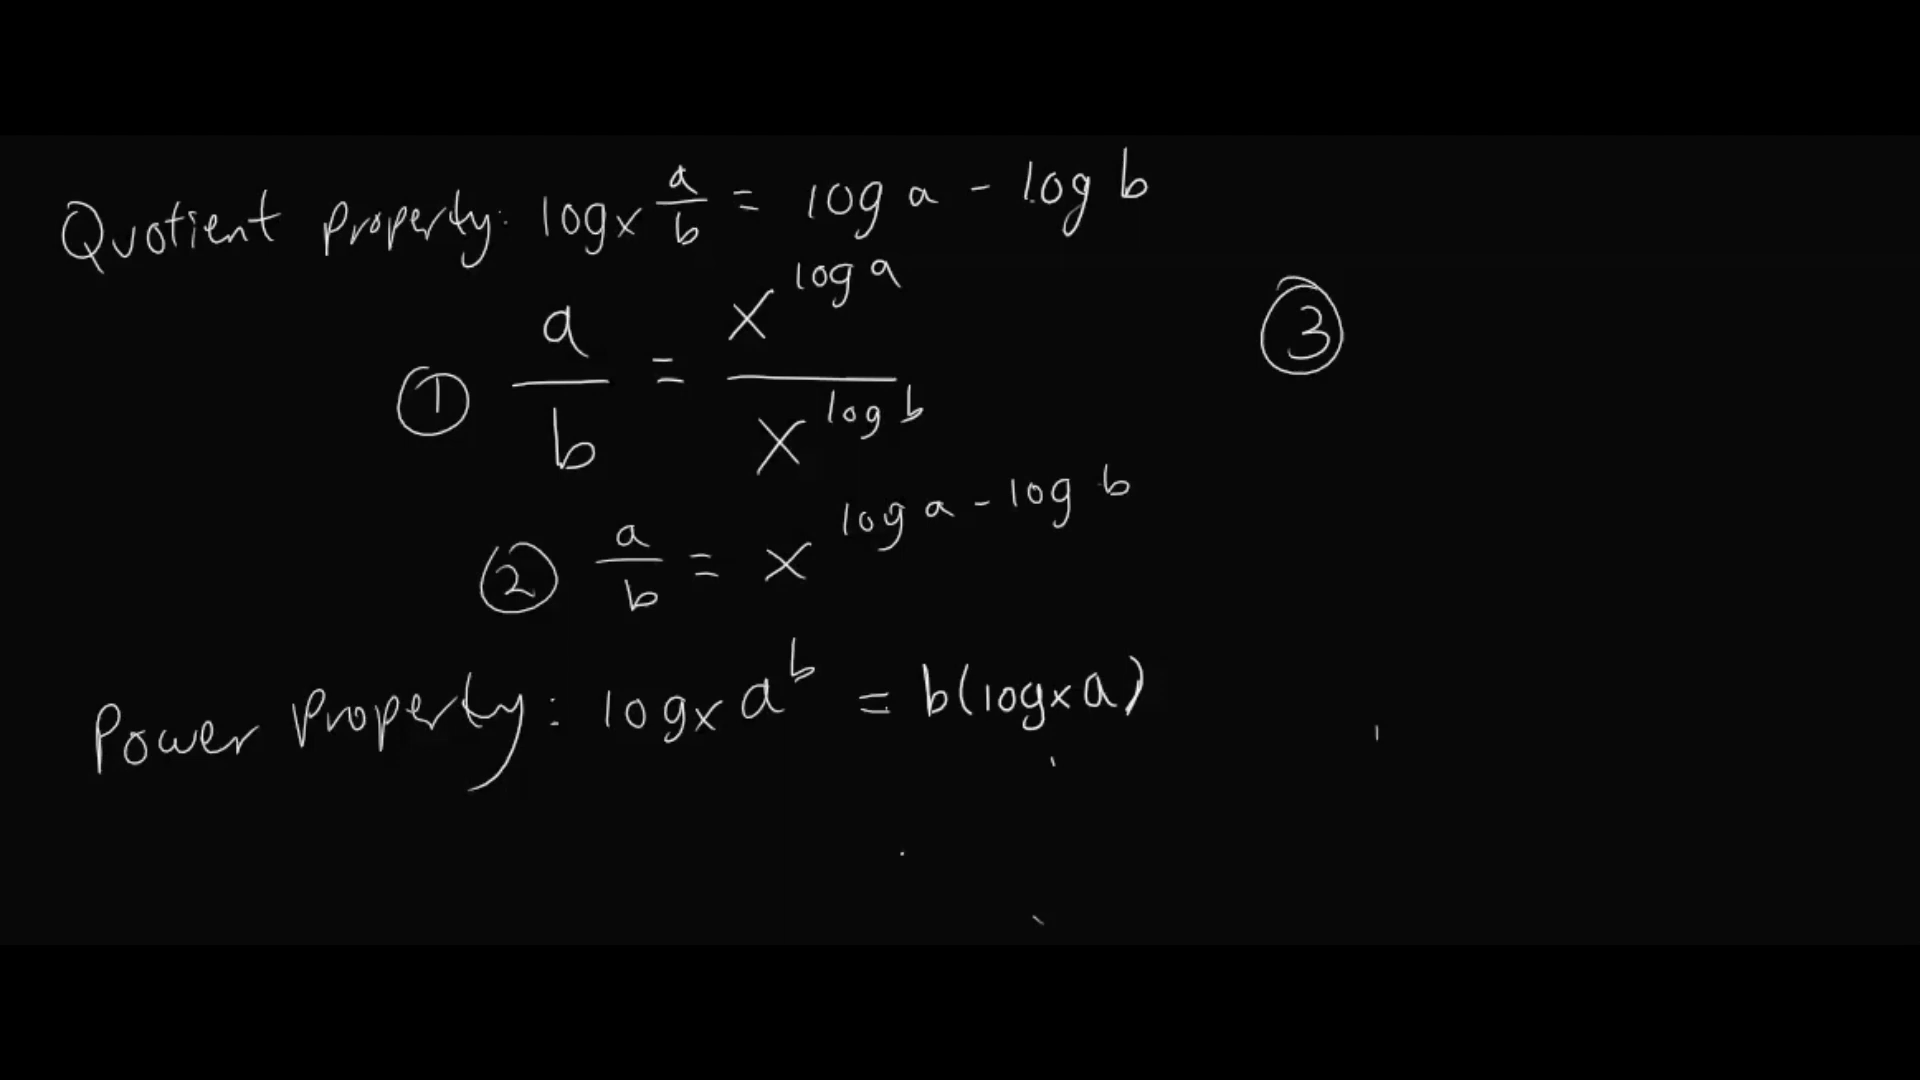 Quotient Property: logx a/b = log a - log b
① a/b = x^log a / x^log b
③
② a/b = x^log a - log b
Power Property: logx a^b = b(logx a)